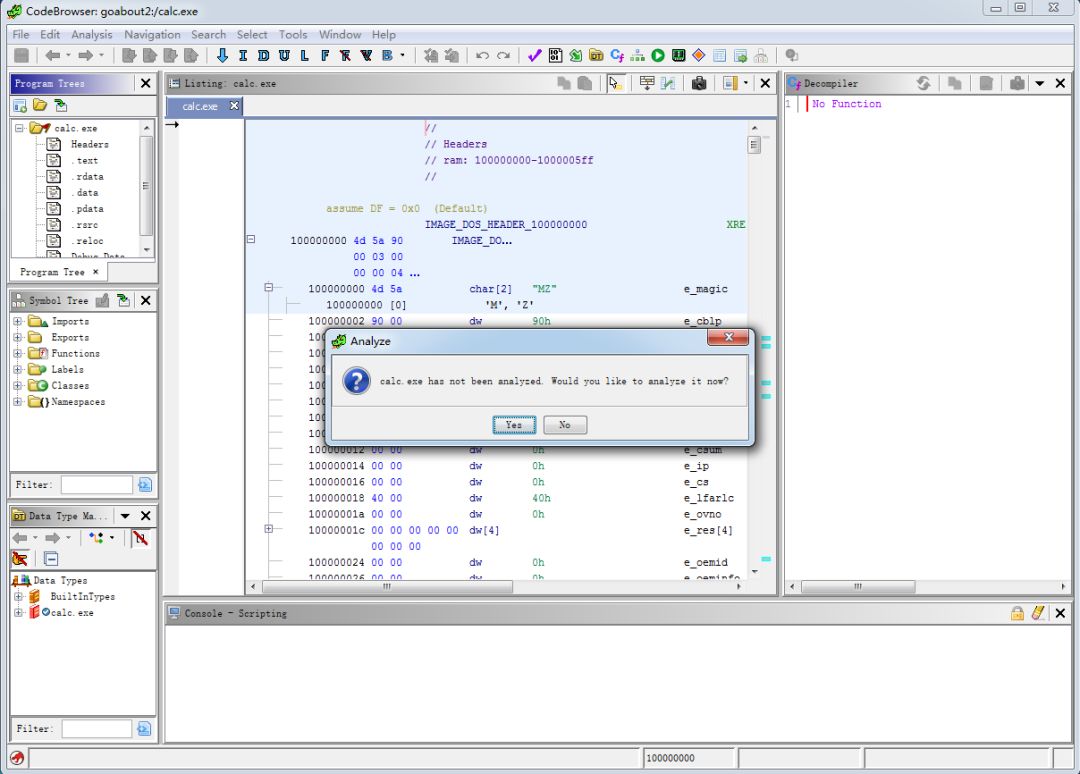 CodeBrowser: goabout2:/calc.exe
File Edit Analysis Navigation Search Select Tools Window Help
I D U L F B
Program Trees
calc.exe
Headers
.text
.rdata
.data
.pdata
.rsrc
.reloc
Debug Data
Program Tree ×
Symbol Tree
Imports
Exports
Functions
Labels
Classes
Namespaces
Filter:
Data Type Ma...
Data Types
BuiltInTypes
calc.exe
Filter:
Listing: calc.exe
calc.exe
//
// Headers
// ram: 100000000-1000005ff
//
assume DF = 0x0 (Default)
IMAGE_DOS_HEADER_100000000 XRE
100000000 4d 5a 90 IMAGE_DO...
00 03 00
00 00 04 ...
100000000 4d 5a char[2] "MZ" e_magic
100000000 [0] 'M', 'Z'
100000002 90 00 dw 90h e_cblp
Analyze
calc.exe has not been analyzed. Would you like to analyze it now?
Yes No
100000012 00 00 dw 0h e_csum
100000014 00 00 dw 0h e_ip
100000016 00 00 dw 0h e_cs
100000018 40 00 dw 40h e_lfarlc
10000001a 00 00 dw 0h e_ovno
10000001c 00 00 00 00 00 dw[4] e_res[4]
00 00 00
100000024 00 00 dw 0h e_oemid
100000026 00 00 dw 0h e_oeminfo
Decompiler
1 No Function
Console - Scripting
100000000